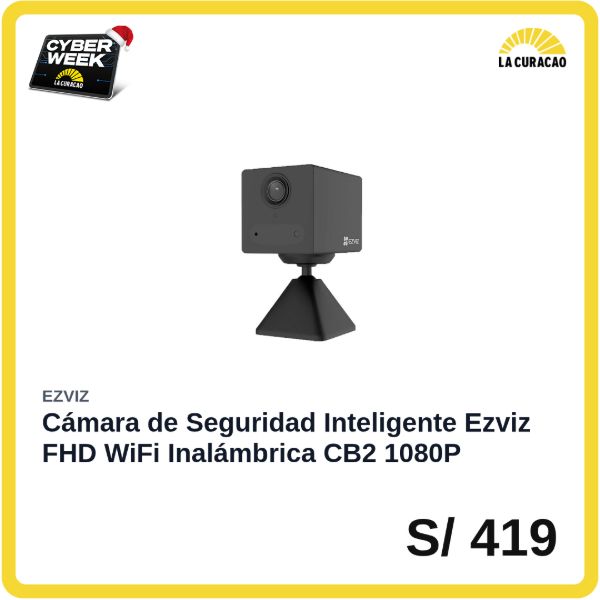 CYBER
WEEK
LA CURACAO
LA CURACAO
EZVIZ
EZVIZ
Cámara de Seguridad Inteligente Ezviz
FHD WiFi Inalámbrica CB2 1080P
S/ 419